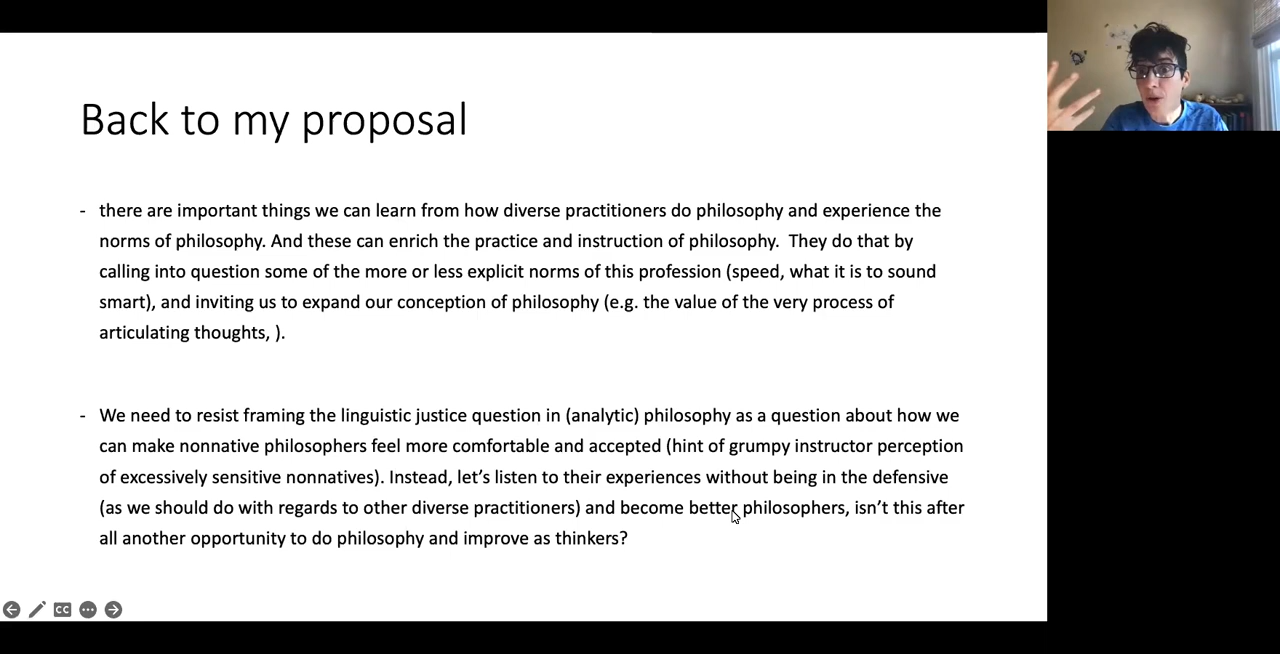 Back to my proposal
- there are important things we can learn from how diverse practitioners do philosophy and experience the
norms of philosophy. And these can enrich the practice and instruction of philosophy.  They do that by
calling into question some of the more or less explicit norms of this profession (speed, what it is to sound
smart), and inviting us to expand our conception of philosophy (e.g. the value of the very process of
articulating thoughts, ).
- We need to resist framing the linguistic justice question in (analytic) philosophy as a question about how we
can make nonnative philosophers feel more comfortable and accepted (hint of grumpy instructor perception
of excessively sensitive nonnatives). Instead, let’s listen to their experiences without being in the defensive
(as we should do with regards to other diverse practitioners) and become better philosophers, isn’t this after
all another opportunity to do philosophy and improve as thinkers?
CC